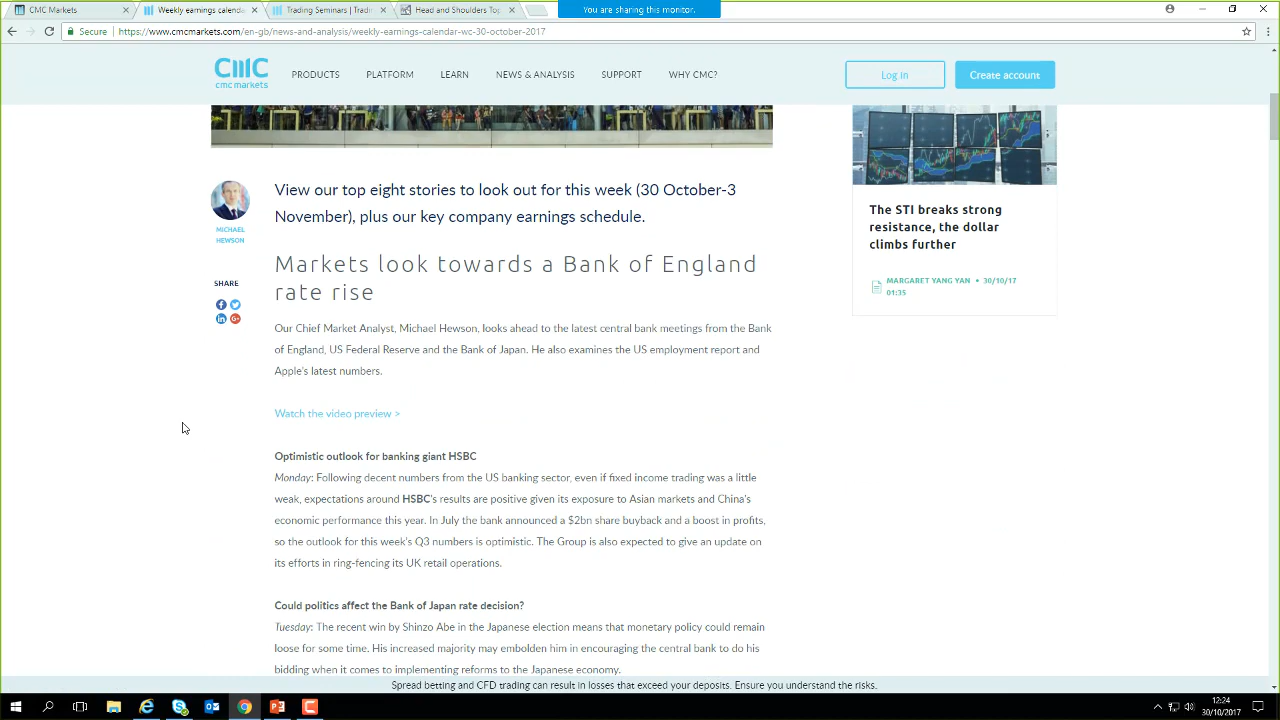 CMC Markets
Weekly earnings calenda
Trading Seminars | Tradi
Head and Shoulders Top
You are sharing this monitor.
Secure
https://www.cmcmarkets.com/en-gb/news-and-analysis/weekly-earnings-calendar-wc-30-october-2017
cmc markets
PRODUCTS
PLATFORM
LEARN
NEWS & ANALYSIS
SUPPORT
WHY CMC?
Log in
Create account
MICHAEL
HEWSON
SHARE
View our top eight stories to look out for this week (30 October-3
November), plus our key company earnings schedule.
Markets look towards a Bank of England
rate rise
Our Chief Market Analyst, Michael Hewson, looks ahead to the latest central bank meetings from the Bank
of England, US Federal Reserve and the Bank of Japan. He also examines the US employment report and
Apple's latest numbers.
Watch the video preview >
Optimistic outlook for banking giant HSBC
Monday: Following decent numbers from the US banking sector, even if fixed income trading was a little
weak, expectations around HSBC's results are positive given its exposure to Asian markets and China's
economic performance this year. In July the bank announced a $2bn share buyback and a boost in profits,
so the outlook for this week's Q3 numbers is optimistic. The Group is also expected to give an update on
its efforts in ring-fencing its UK retail operations.
Could politics affect the Bank of Japan rate decision?
Tuesday: The recent win by Shinzo Abe in the Japanese election means that monetary policy could remain
loose for some time. His increased majority may embolden him in encouraging the central bank to do his
bidding when it comes to implementing reforms to the Japanese economy.
The STI breaks strong
resistance, the dollar
climbs further
MARGARET YANG YAN • 30/10/17
01:35
Spread betting and CFD trading can result in losses that exceed your deposits. Ensure you understand the risks.
12:24
30/10/2017